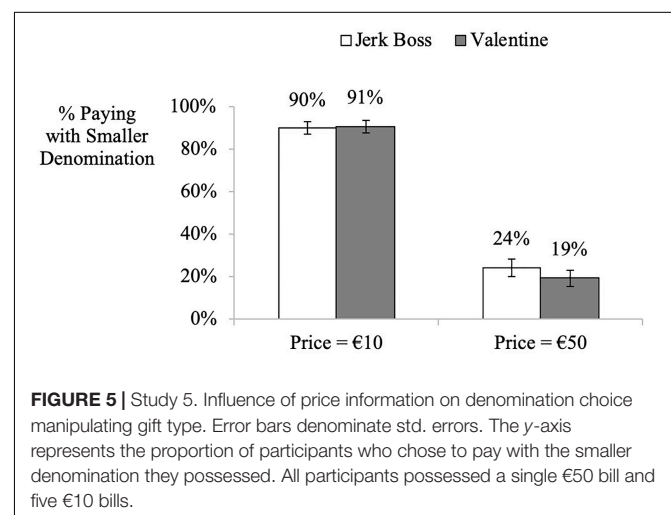 Jerk Boss Valentine
% Paying
with Smaller
Denomination
100%
80%
60%
40%
20%
0%
90% 91%
24% 19%
Price = €10 Price = €50
FIGURE 5 | Study 5. Influence of price information on denomination choice
manipulating gift type. Error bars denominate std. errors. The y-axis
represents the proportion of participants who chose to pay with the smaller
denomination they possessed. All participants possessed a single €50 bill and
five €10 bills.